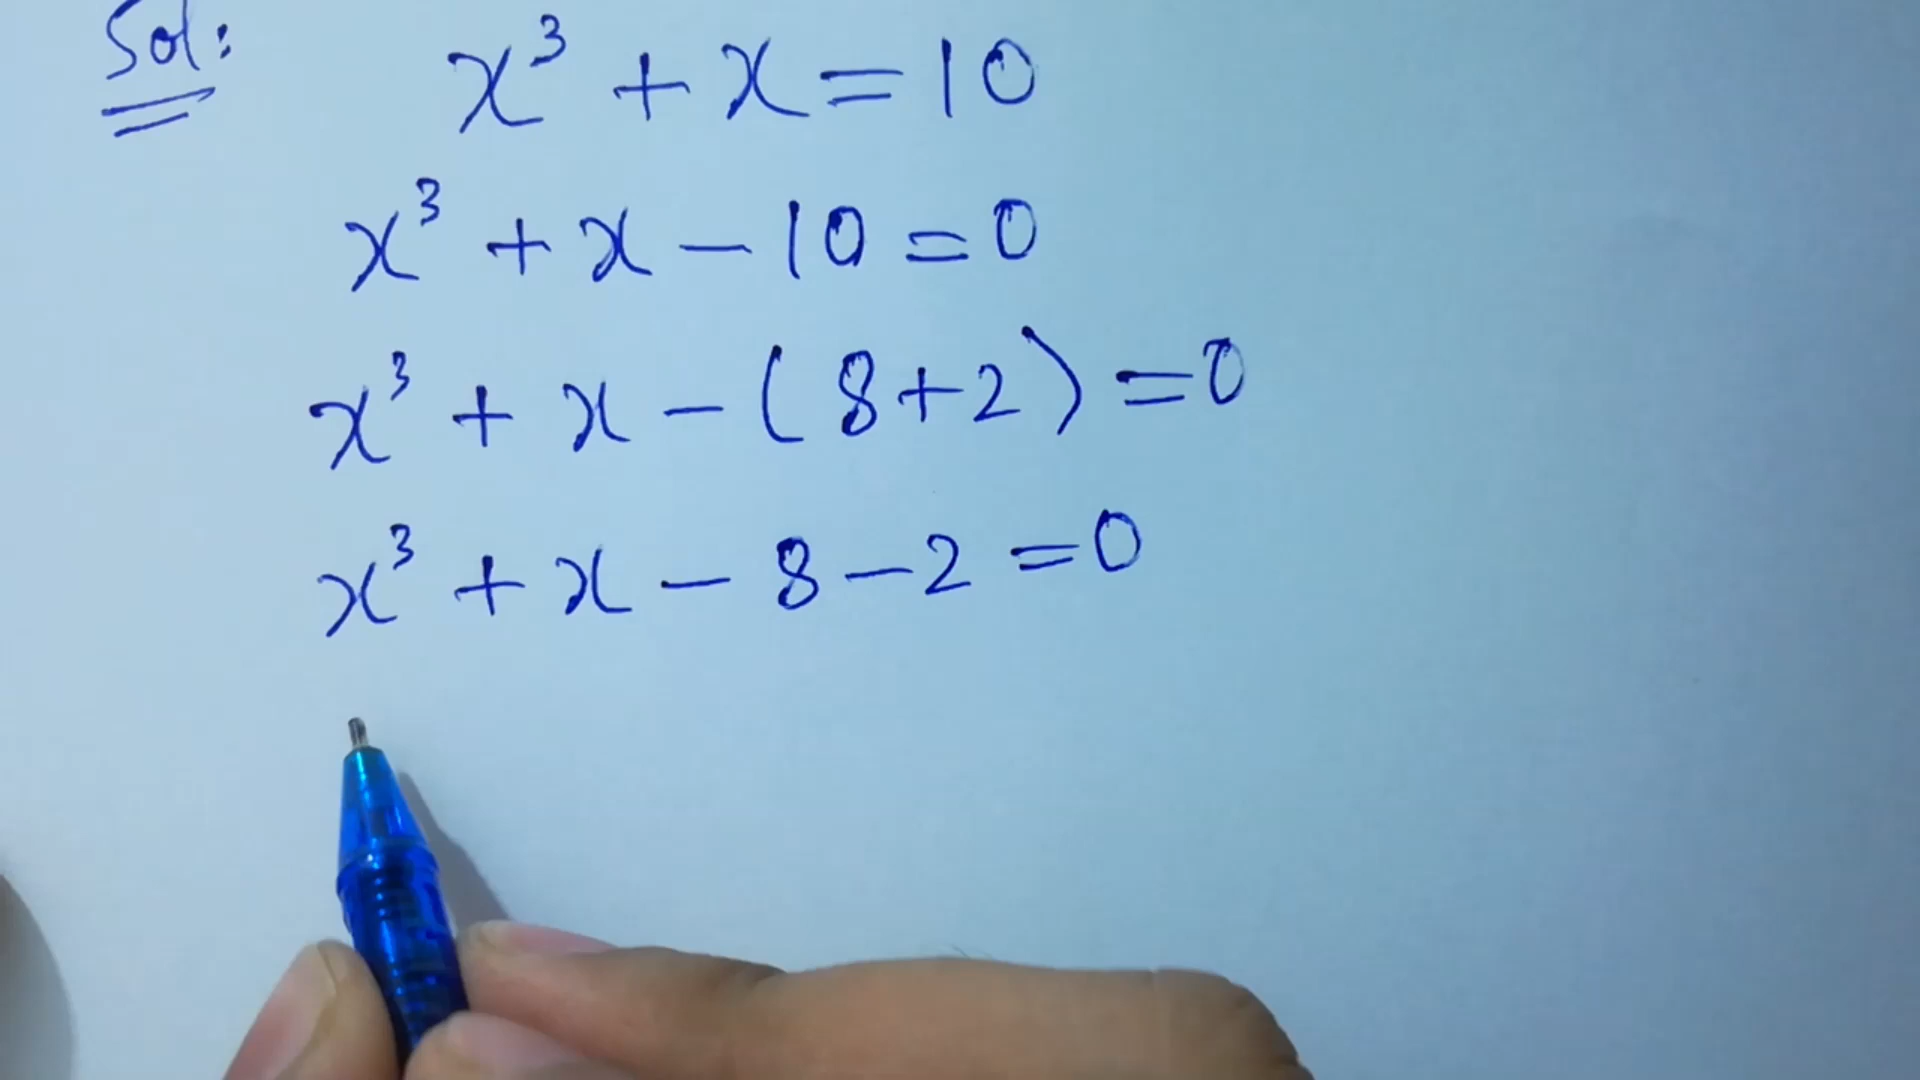 Sol:
x³ + x = 10
x³ + x - 10 = 0
x³ + x - (8+2) = 0
x³ + x - 8 - 2 = 0